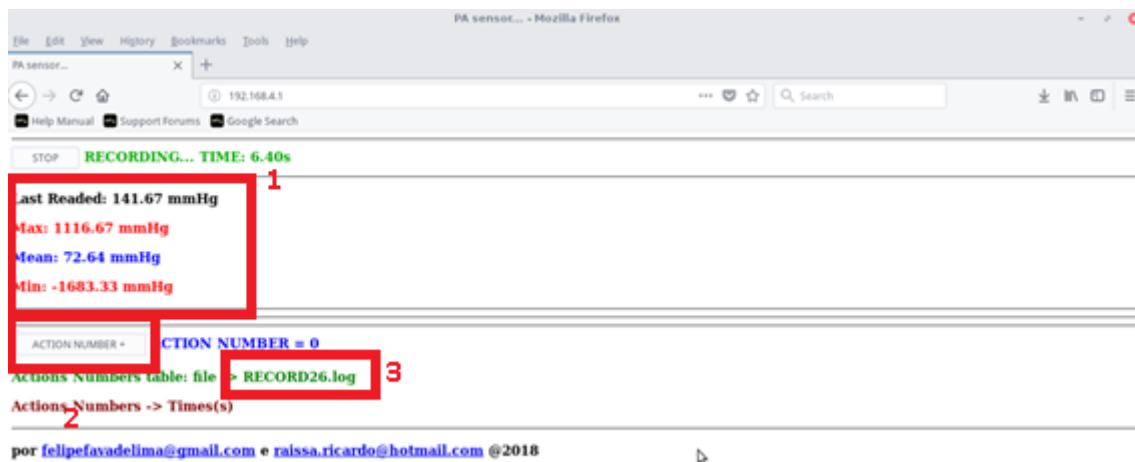 PA sensor... - Mozilla Firefox
File Edit View History Bookmarks Tools Help
PA sensor... × +
192.168.4.1 ... Search
Help Manual Support Forums Google Search
STOP RECORDING... TIME: 6.40s
1
Last Readed: 141.67 mmHg
Max: 1116.67 mmHg
Mean: 72.64 mmHg
Min: -1683.33 mmHg
ACTION NUMBER + CTION NUMBER = 0
Actions Numbers table: file > RECORD26.log 3
Actions Numbers -> Times(s)
2
por felipefavadelima@gmail.com e raissa.ricardo@hotmail.com @2018